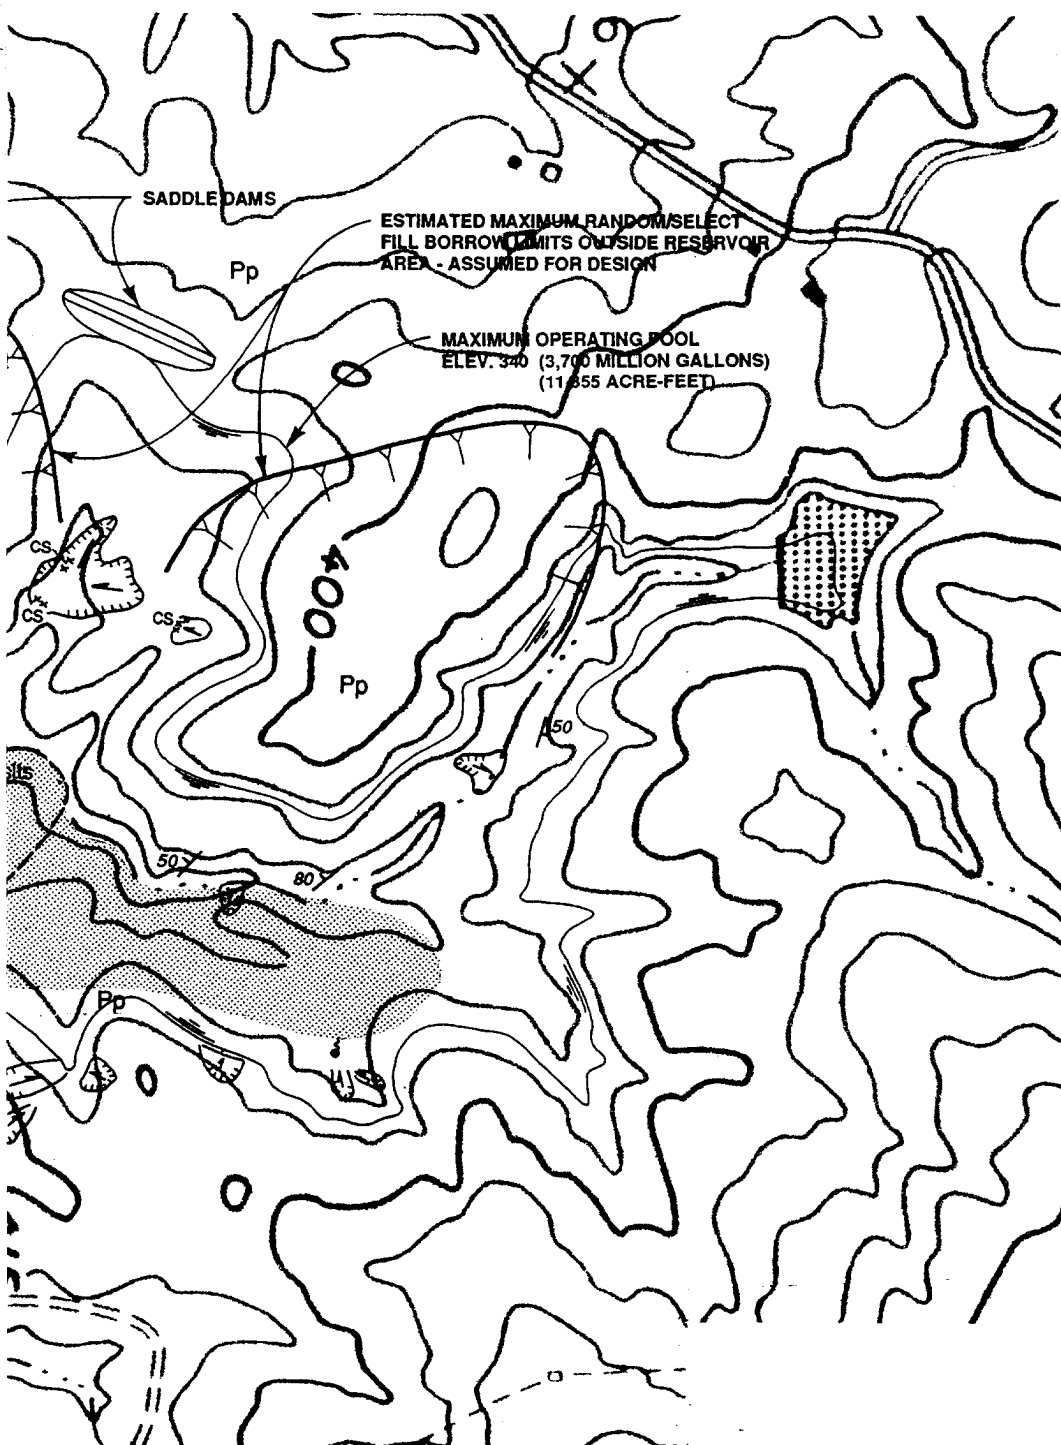 9
SADDLE DAMS
ESTIMATED MAXIMUM RANDOM/SELECT
FILL BORROW LIMITS OUTSIDE RESERVOIR
AREA - ASSUMED FOR DESIGN
Pp
MAXIMUM OPERATING POOL
ELEV. 340 (3,700 MILLION GALLONS)
(11,355 ACRE-FEET)
CS
CS
CS
400
Pp
50
50
80
Pp